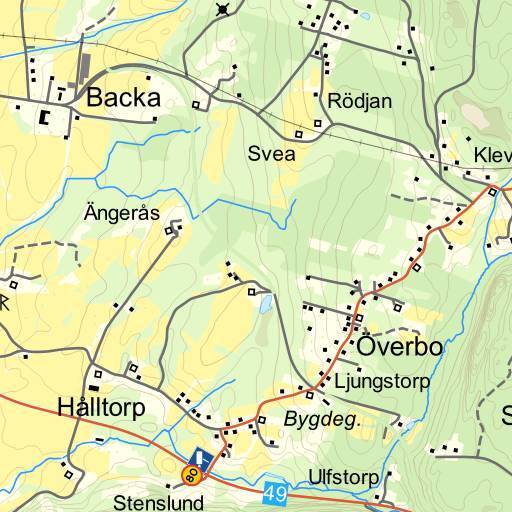 Backa
Rödjan
Svea
Klev
Ängerås
R
Överbo
Ljungstorp
Hålltorp
Bygdeg.
S
80
Ulfstorp
49
Stenslund